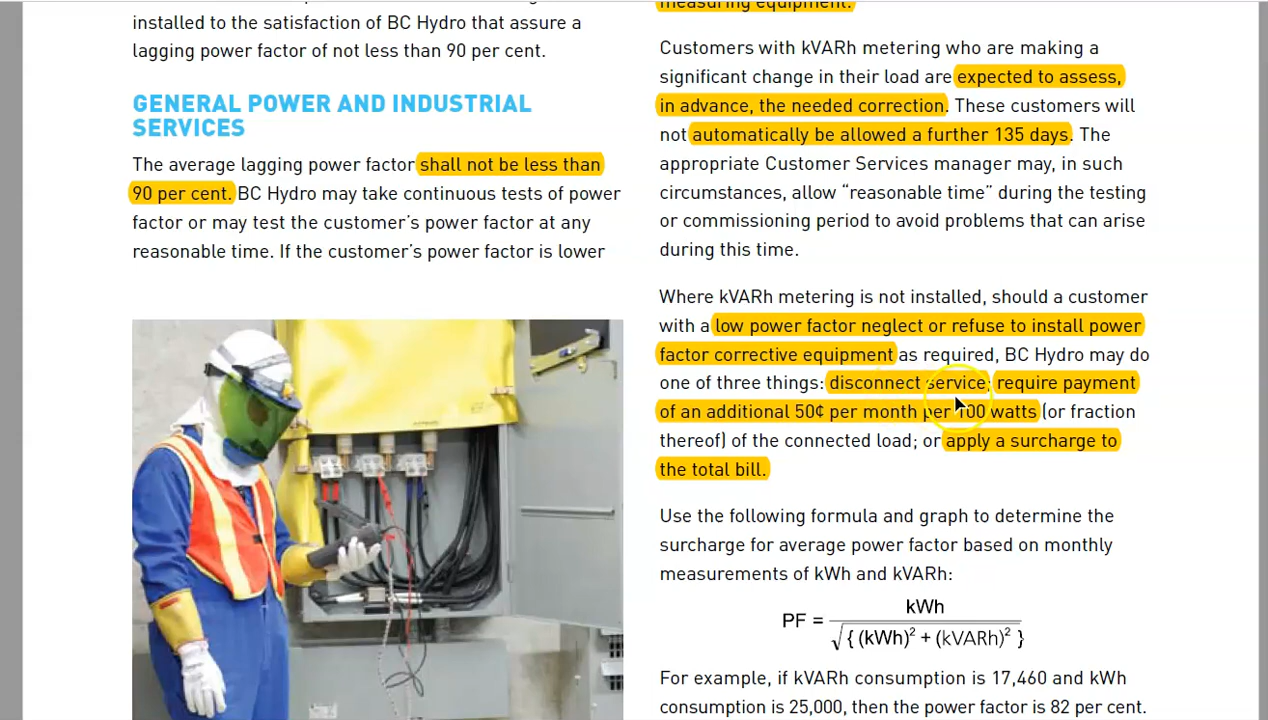 installed to the satisfaction of BC Hydro that assure a
lagging power factor of not less than 90 per cent.
GENERAL POWER AND INDUSTRIAL
SERVICES
The average lagging power factor shall not be less than
90 per cent. BC Hydro may take continuous tests of power
factor or may test the customer's power factor at any
reasonable time. If the customer's power factor is lower
measuring equipment.
Customers with kVARh metering who are making a
significant change in their load are expected to assess,
in advance, the needed correction. These customers will
not automatically be allowed a further 135 days. The
appropriate Customer Services manager may, in such
circumstances, allow “reasonable time” during the testing
or commissioning period to avoid problems that can arise
during this time.
Where kVARh metering is not installed, should a customer
with a low power factor neglect or refuse to install power
factor corrective equipment as required, BC Hydro may do
one of three things: disconnect service; require payment
of an additional 50¢ per month per 100 watts (or fraction
thereof) of the connected load; or apply a surcharge to
the total bill.
Use the following formula and graph to determine the
surcharge for average power factor based on monthly
measurements of kWh and kVARh:
PF = kWh / √{ (kWh)² + (kVARh)² }
For example, if kVARh consumption is 17,460 and kWh
consumption is 25,000, then the power factor is 82 per cent.